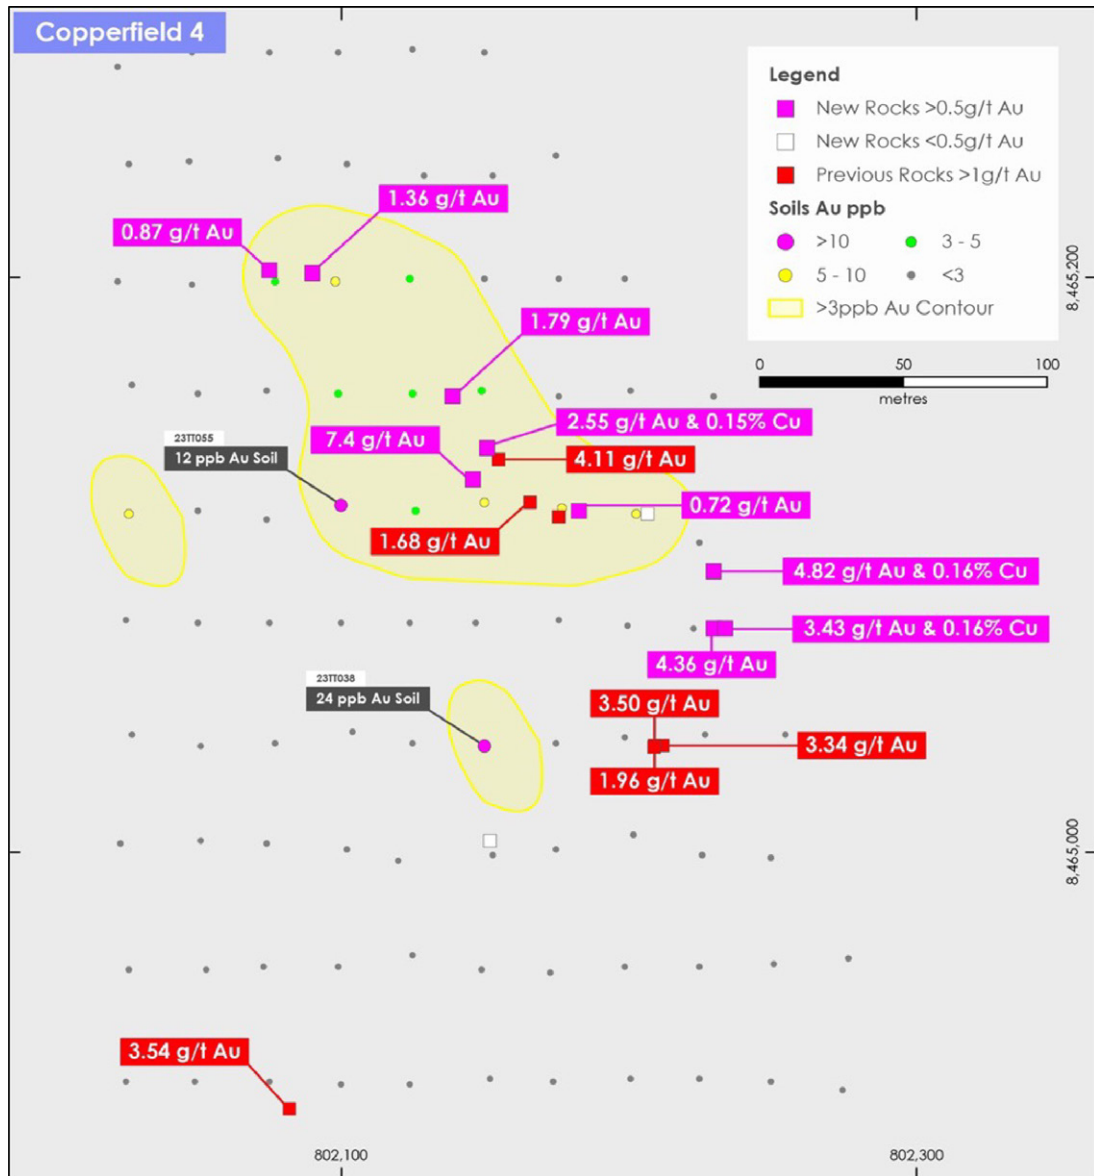 Copperfield 4
Legend
New Rocks >0.5g/t Au
New Rocks <0.5g/t Au
Previous Rocks >1g/t Au
Soils Au ppb
>10
3 - 5
5 - 10
<3
>3ppb Au Contour
0
50
100
metres
1.36 g/t Au
0.87 g/t Au
8,465,200
1.79 g/t Au
2.55 g/t Au & 0.15% Cu
7.4 g/t Au
23TT055
12 ppb Au Soil
4.11 g/t Au
0.72 g/t Au
1.68 g/t Au
4.82 g/t Au & 0.16% Cu
3.43 g/t Au & 0.16% Cu
4.36 g/t Au
23TT038
24 ppb Au Soil
3.50 g/t Au
3.34 g/t Au
1.96 g/t Au
8,465,000
3.54 g/t Au
802,100
802,300